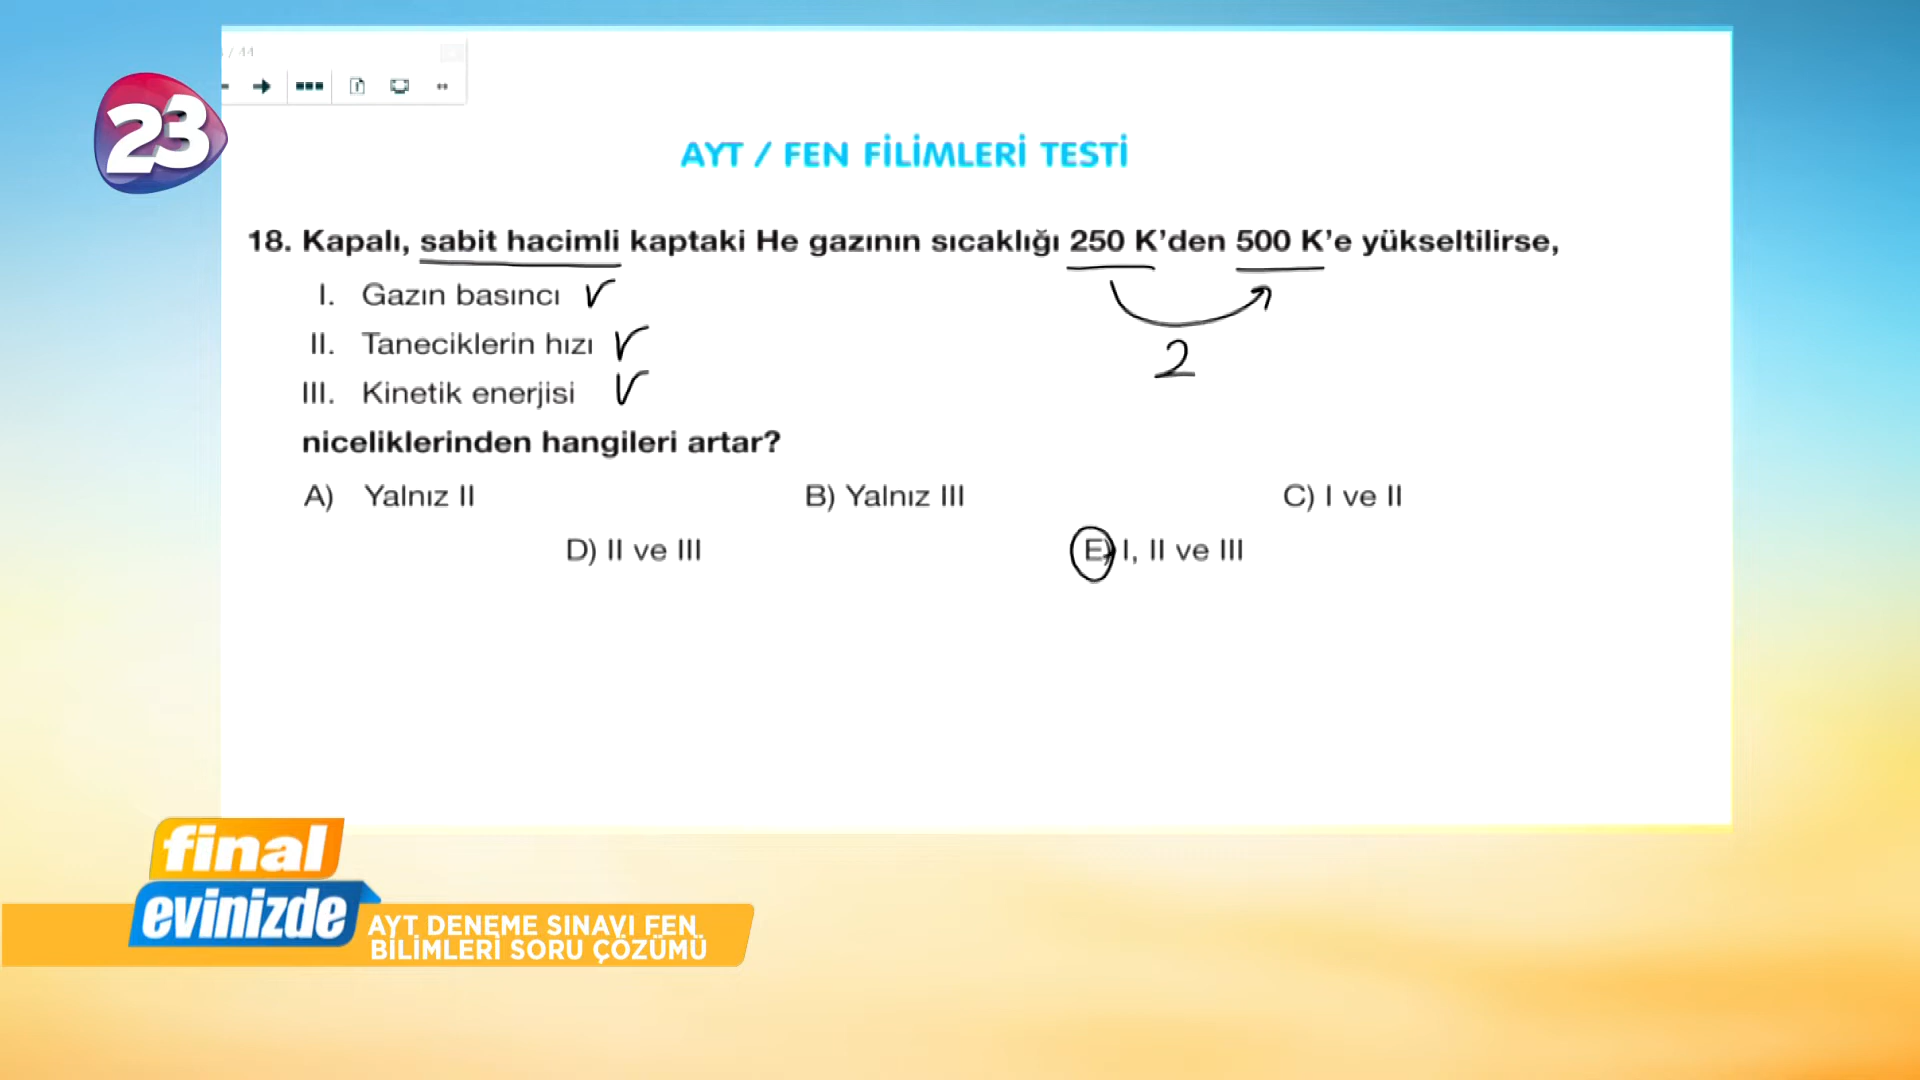 / 44
23
AYT / FEN FİLİMLERİ TESTİ
18. Kapalı, sabit hacimli kaptaki He gazının sıcaklığı 250 K’den 500 K’e yükseltilirse,
I. Gazın basıncı
II. Taneciklerin hızı
2
III. Kinetik enerjisi
niceliklerinden hangileri artar?
A) Yalnız II B) Yalnız III C) I ve II
D) II ve III E) I, II ve III
final
evinizde
AYT DENEME SINAVI FEN
BİLİMLERİ SORU ÇÖZÜMÜ